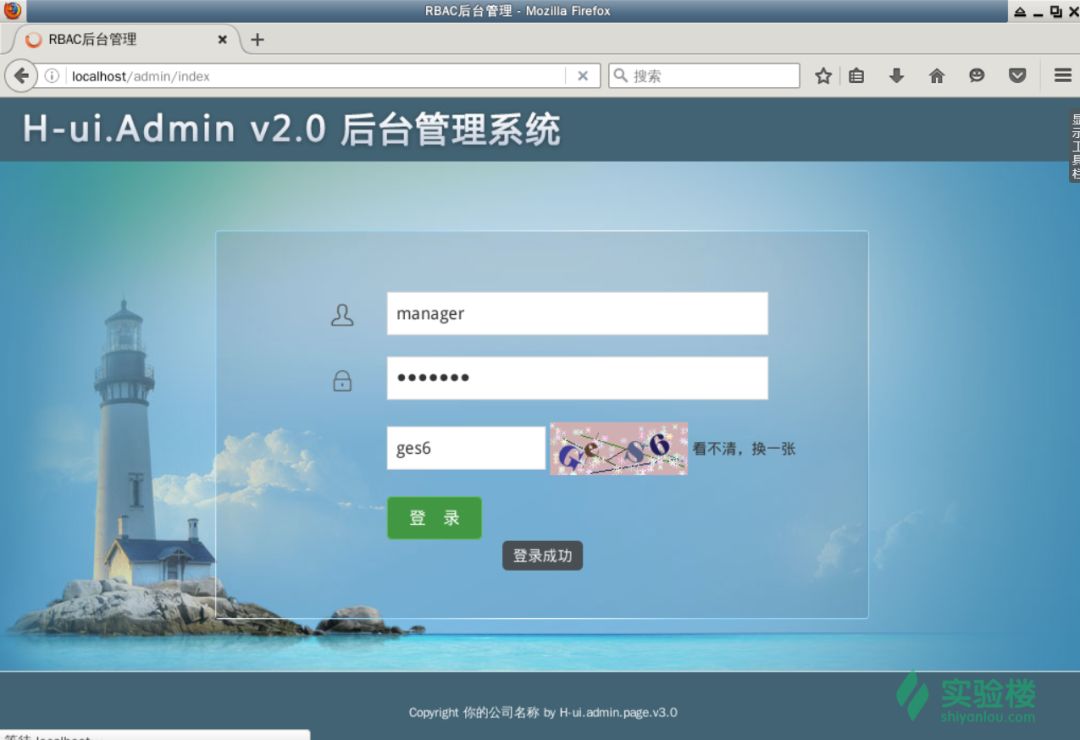 RBAC后台管理 - Mozilla Firefox
RBAC后台管理
localhost/admin/index
搜索
H-ui.Admin v2.0 后台管理系统
显示工具栏
manager
•••••••
ges6
Ge S6
看不清，换一张
登 录
登录成功
实验楼
shiyanlou.com
Copyright 你的公司名称 by H-ui.admin.page.v3.0